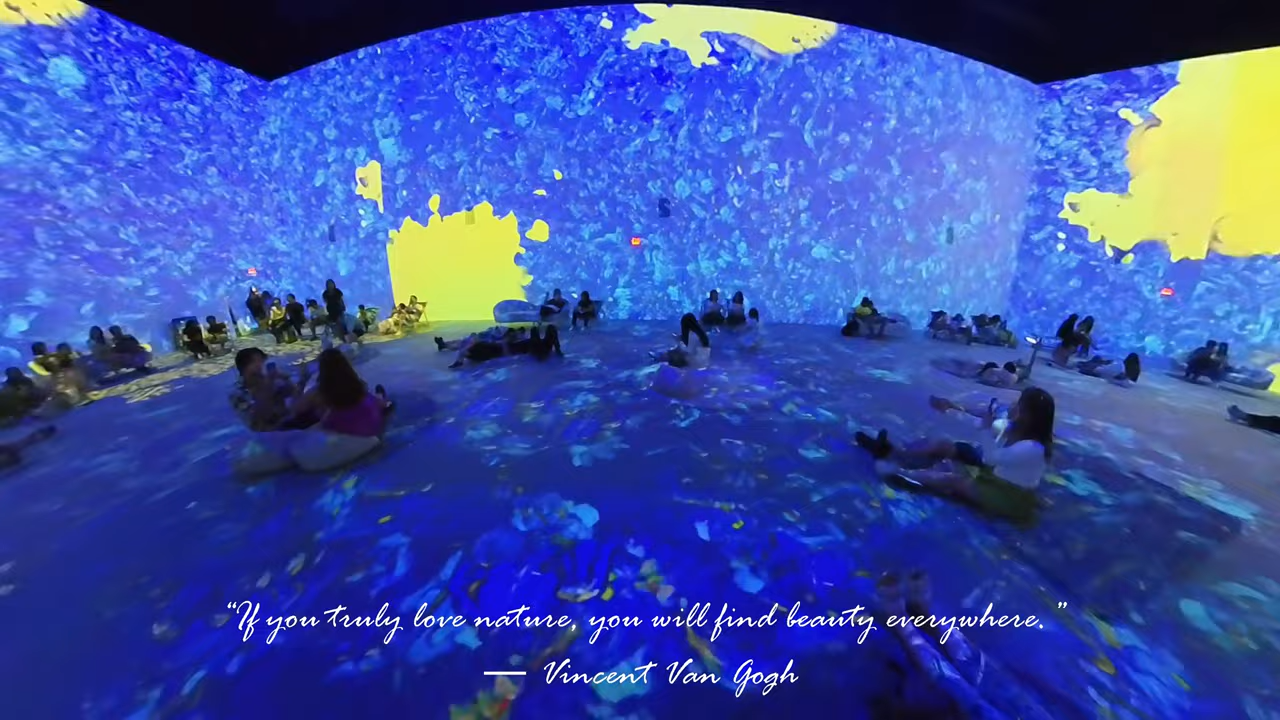 “If you truly love nature, you will find beauty everywhere.”
— Vincent Van Gogh